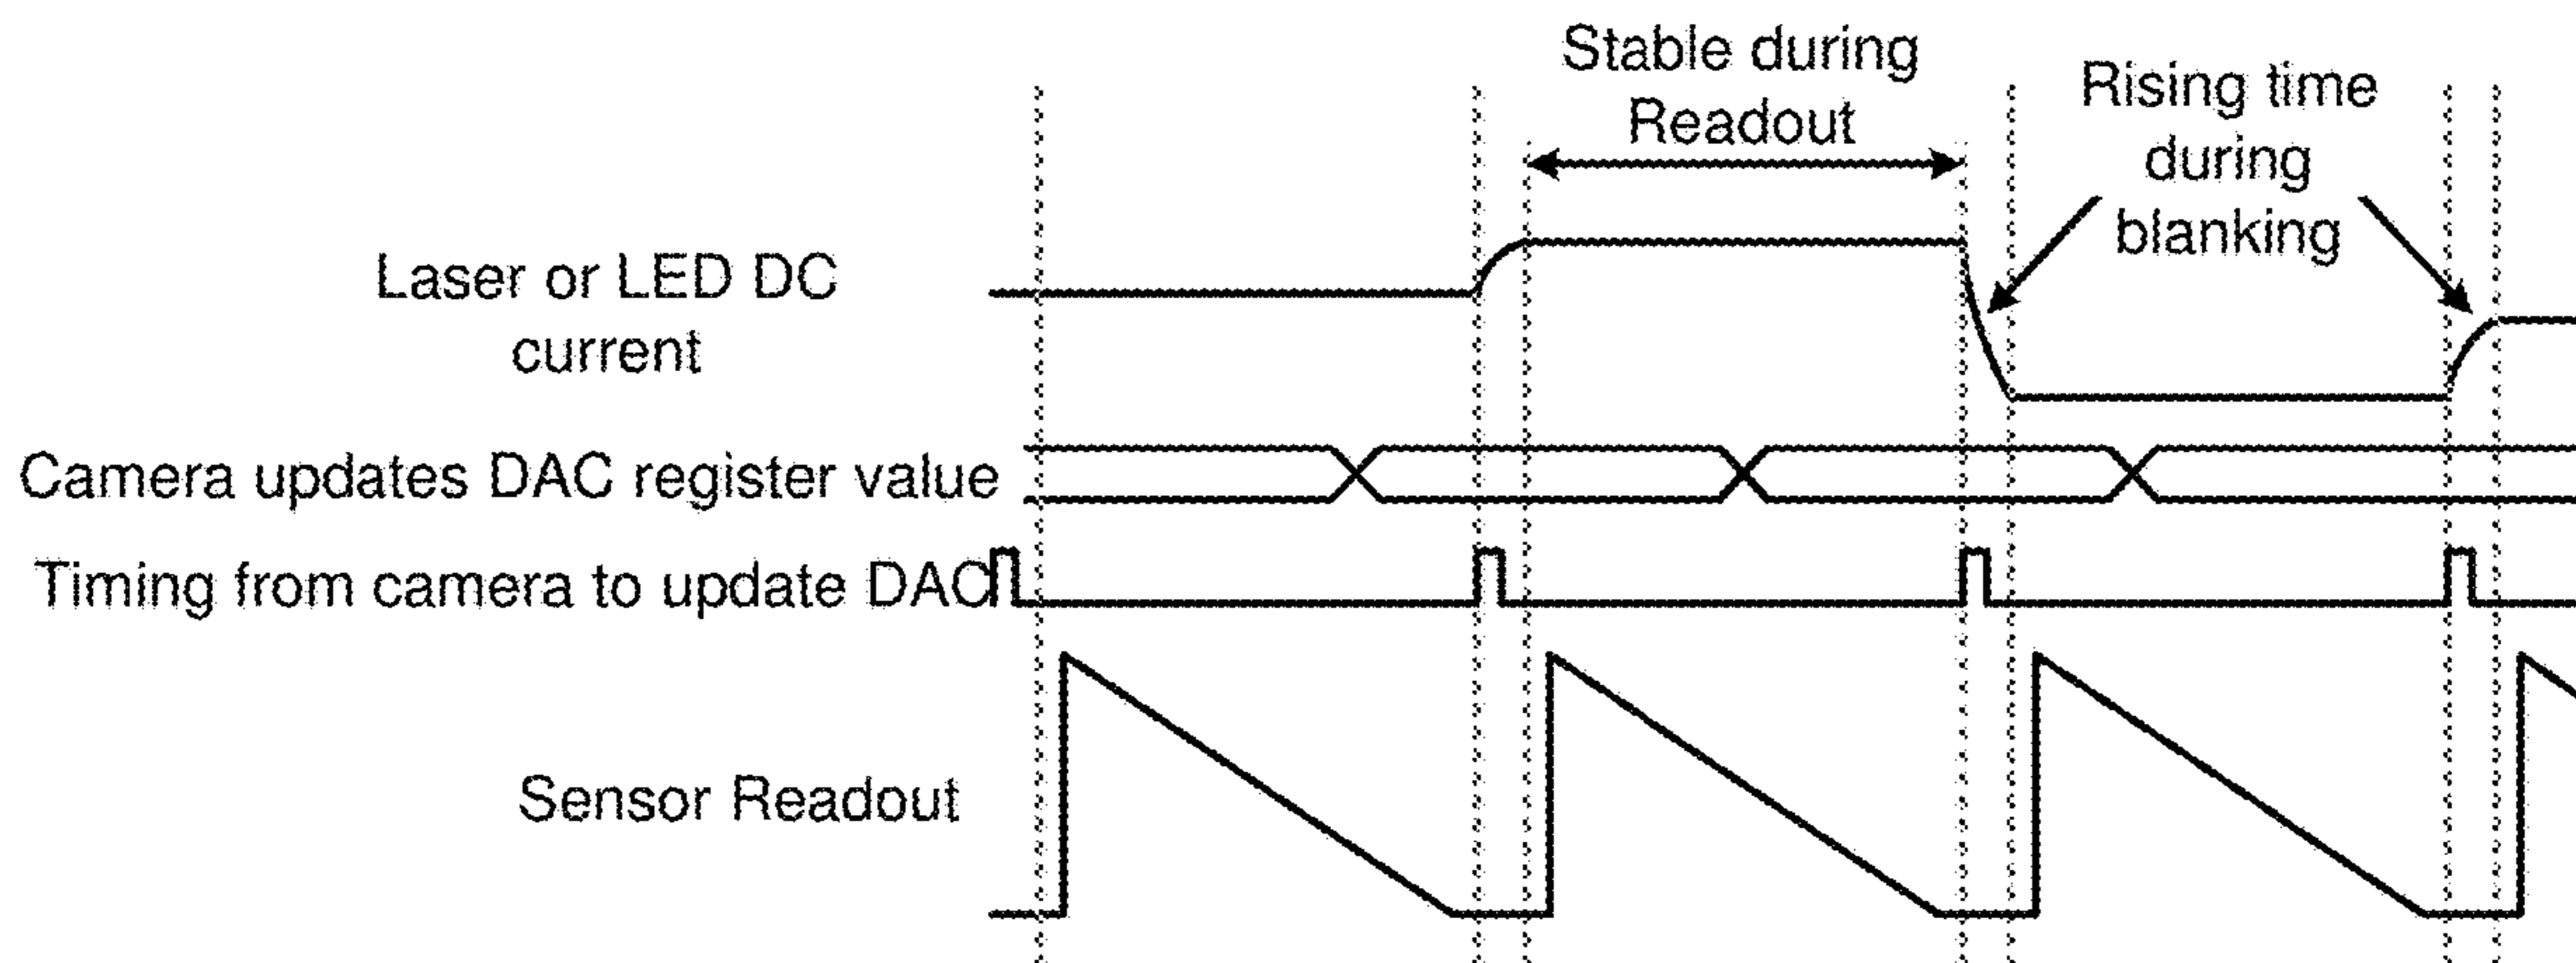 Stable during
Readout
Rising time
during
blanking
Laser or LED DC
current
Camera updates DAC register value
Timing from camera to update DAC
Sensor Readout